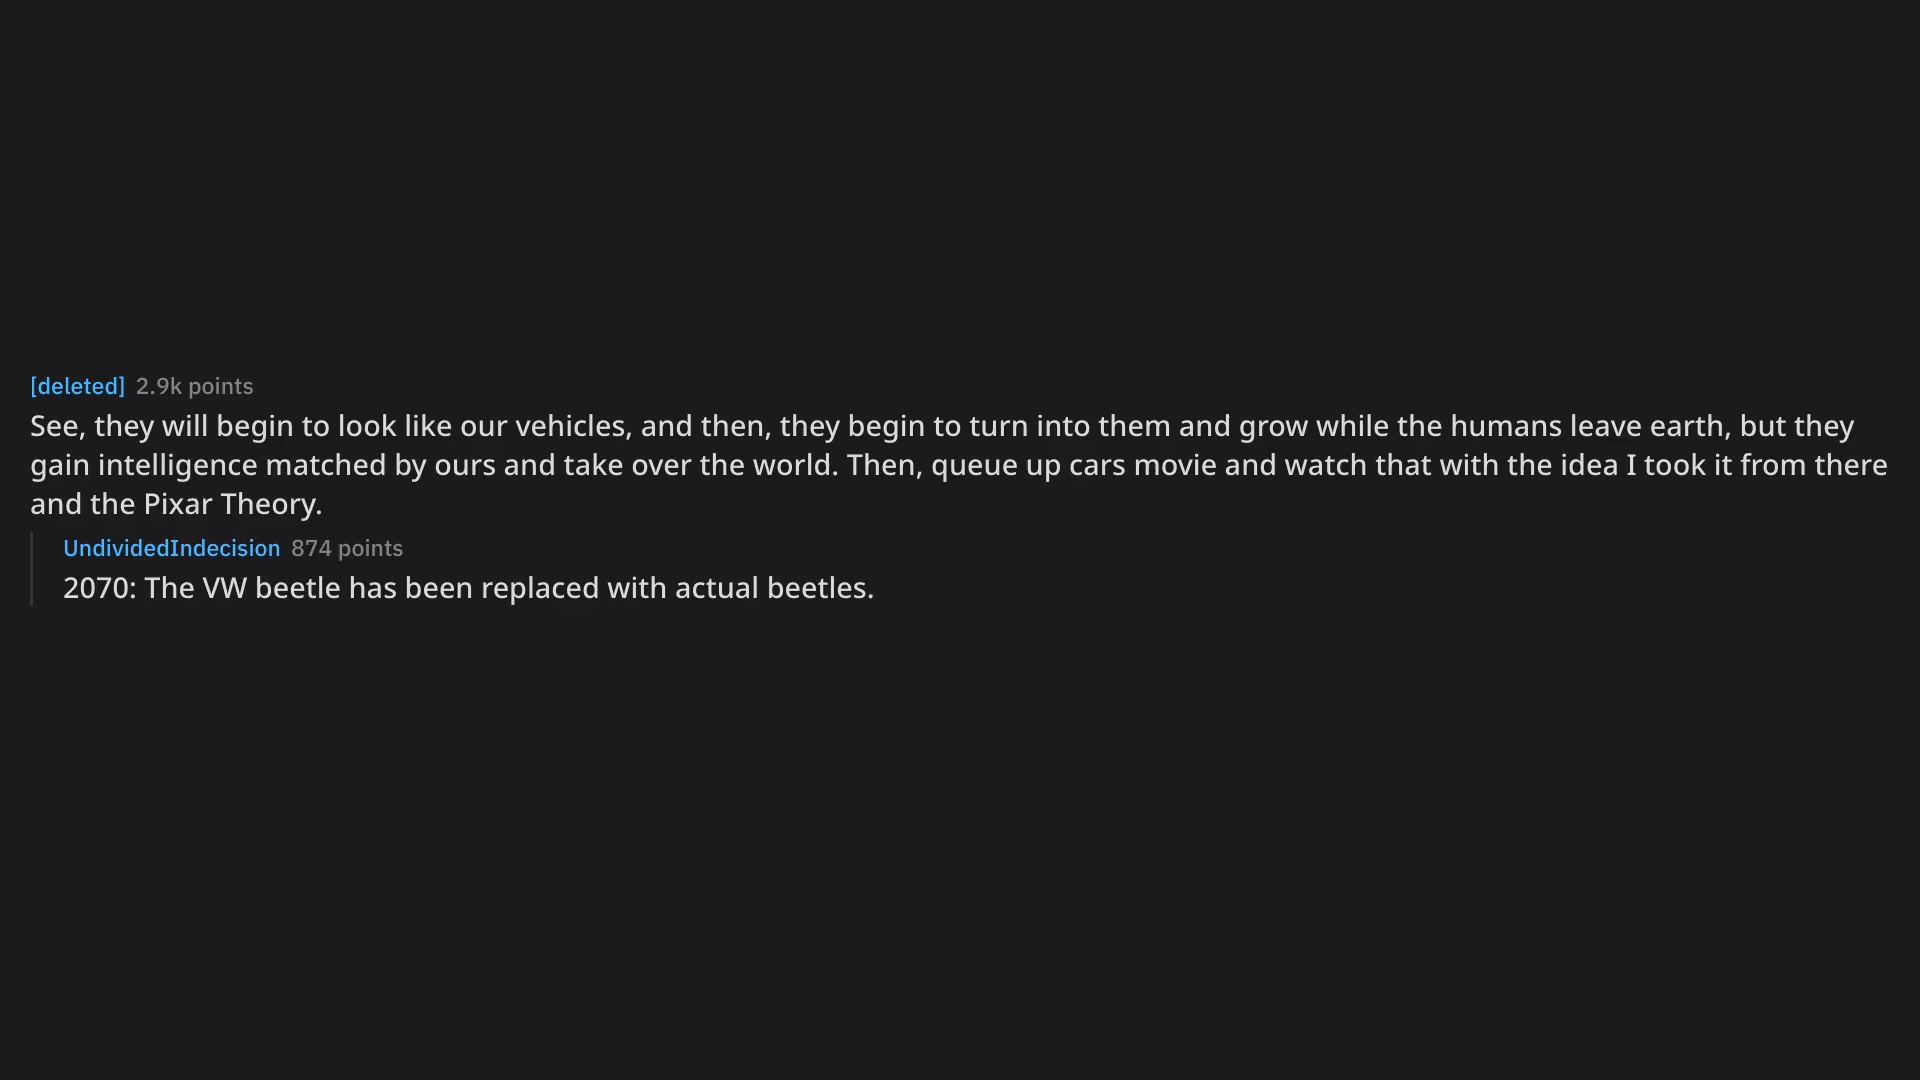 [deleted] 2.9k points
See, they will begin to look like our vehicles, and then, they begin to turn into them and grow while the humans leave earth, but they
gain intelligence matched by ours and take over the world. Then, queue up cars movie and watch that with the idea I took it from there
and the Pixar Theory.
UndividedIndecision 874 points
2070: The VW beetle has been replaced with actual beetles.